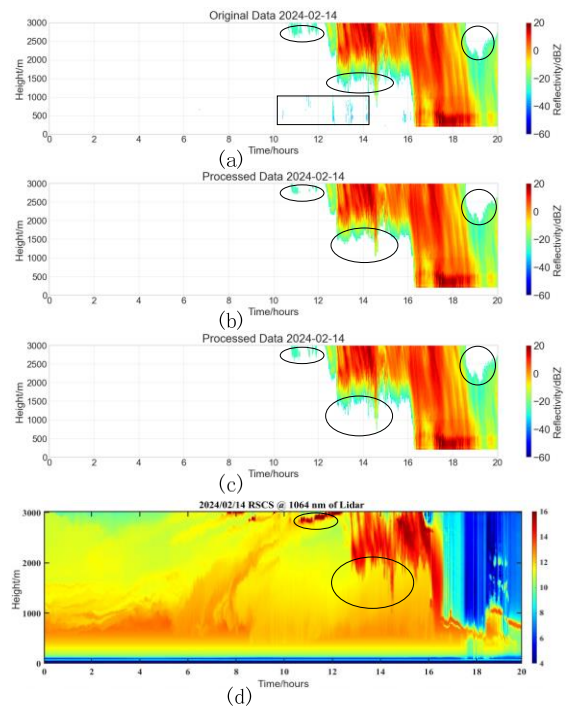 Original Data 2024-02-14
3000
2500
2000
1500
1000
500
0
Height/m
0 2 4 6 8 10 12 14 16 18 20
Time/hours
20
0
−20
−40
−60
Reflectivity/dBZ
(a)
Processed Data 2024-02-14
3000
2500
2000
1500
1000
500
0
Height/m
0 2 4 6 8 10 12 14 16 18 20
Time/hours
20
0
−20
−40
−60
Reflectivity/dBZ
(b)
Processed Data 2024-02-14
3000
2500
2000
1500
1000
500
0
Height/m
0 2 4 6 8 10 12 14 16 18 20
Time/hours
20
0
−20
−40
−60
Reflectivity/dBZ
(c)
2024/02/14 RSCS @ 1064 nm of Lidar
3000
2000
1000
0
Height/m
0 2 4 6 8 10 12 14 16 18 20
Time/hours
16
14
12
10
8
6
4
(d)